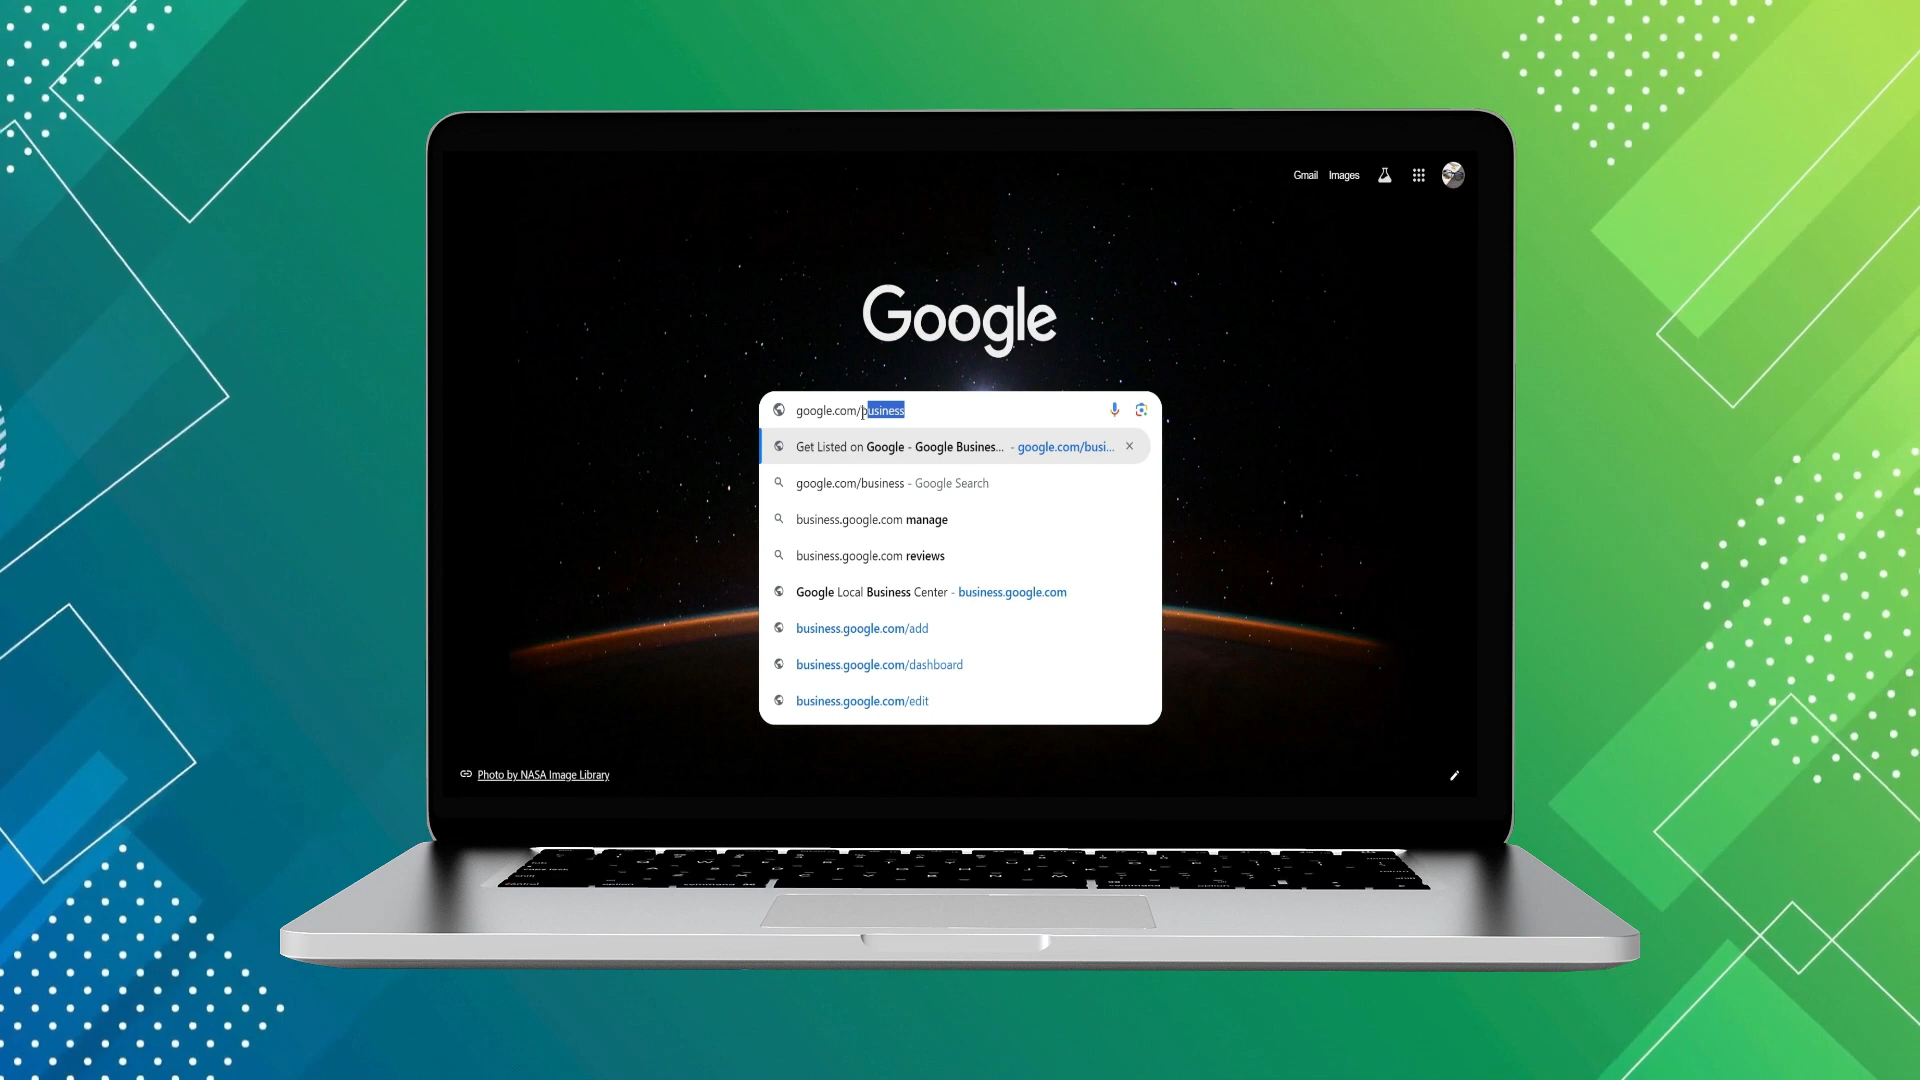 Gmail Images
Google
google.com/business
Get Listed on Google - Google Busines... - google.com/busi...
google.com/business - Google Search
business.google.com manage
business.google.com reviews
Google Local Business Center - business.google.com
business.google.com/add
business.google.com/dashboard
business.google.com/edit
Photo by NASA Image Library
command
option